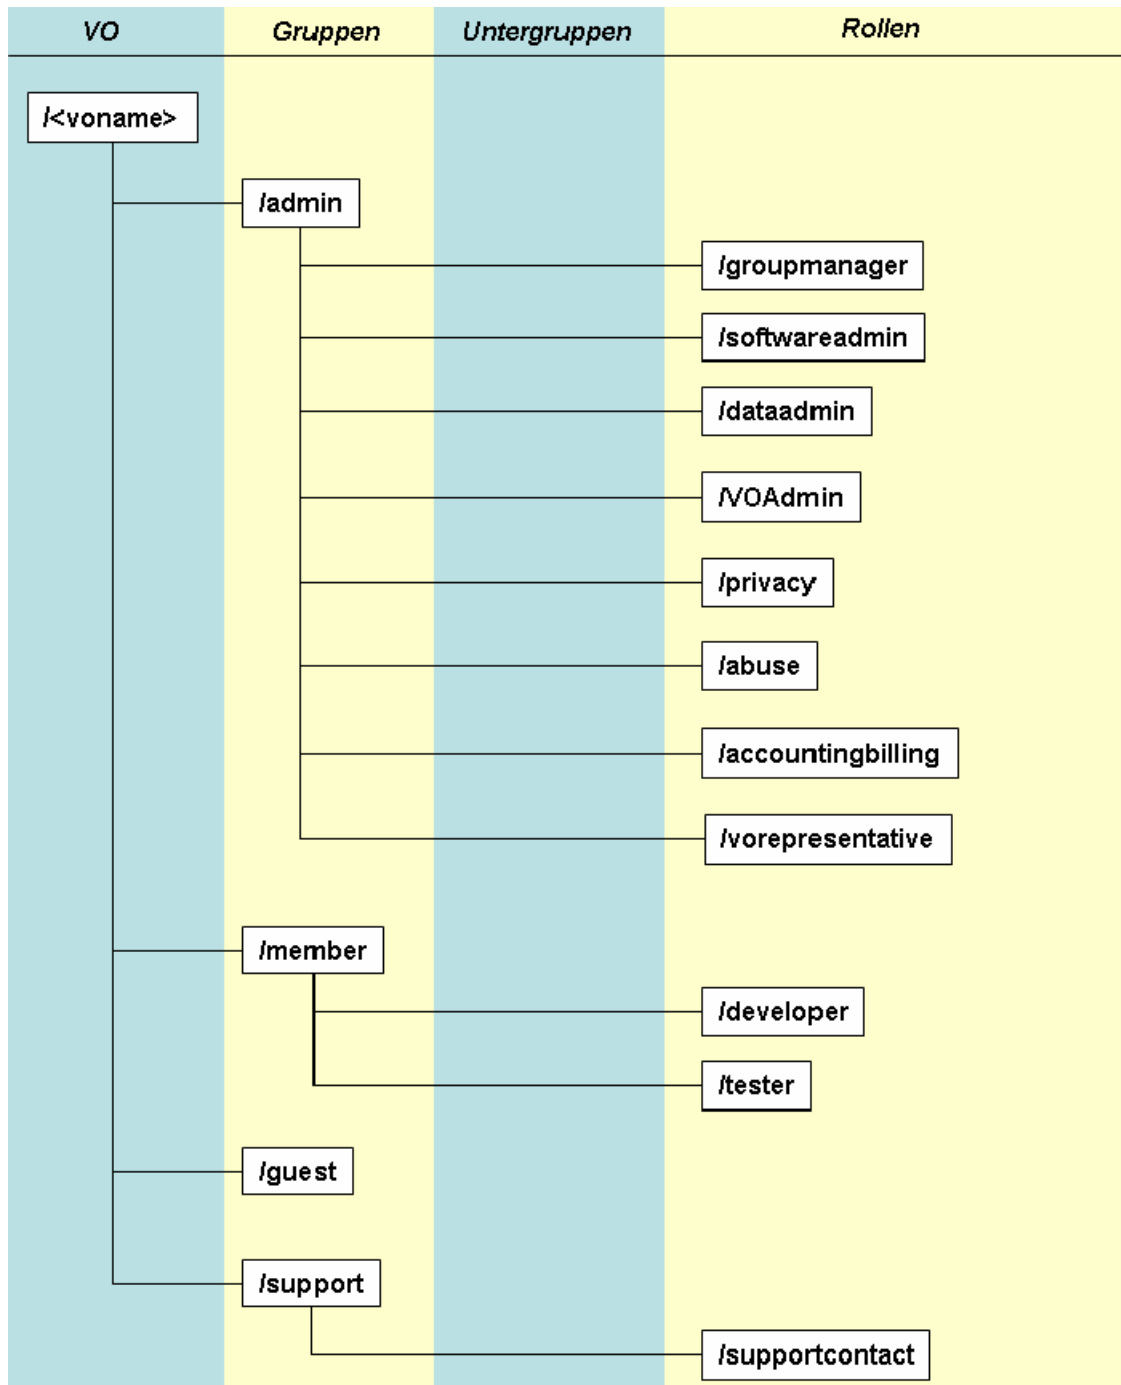 VO Gruppen Untergruppen Rollen
/<voname>
/admin
/groupmanager
/softwareadmin
/dataadmin
/VOAdmin
/privacy
/abuse
/accountingbilling
/vorepresentative
/member
/developer
/tester
/guest
/support
/supportcontact